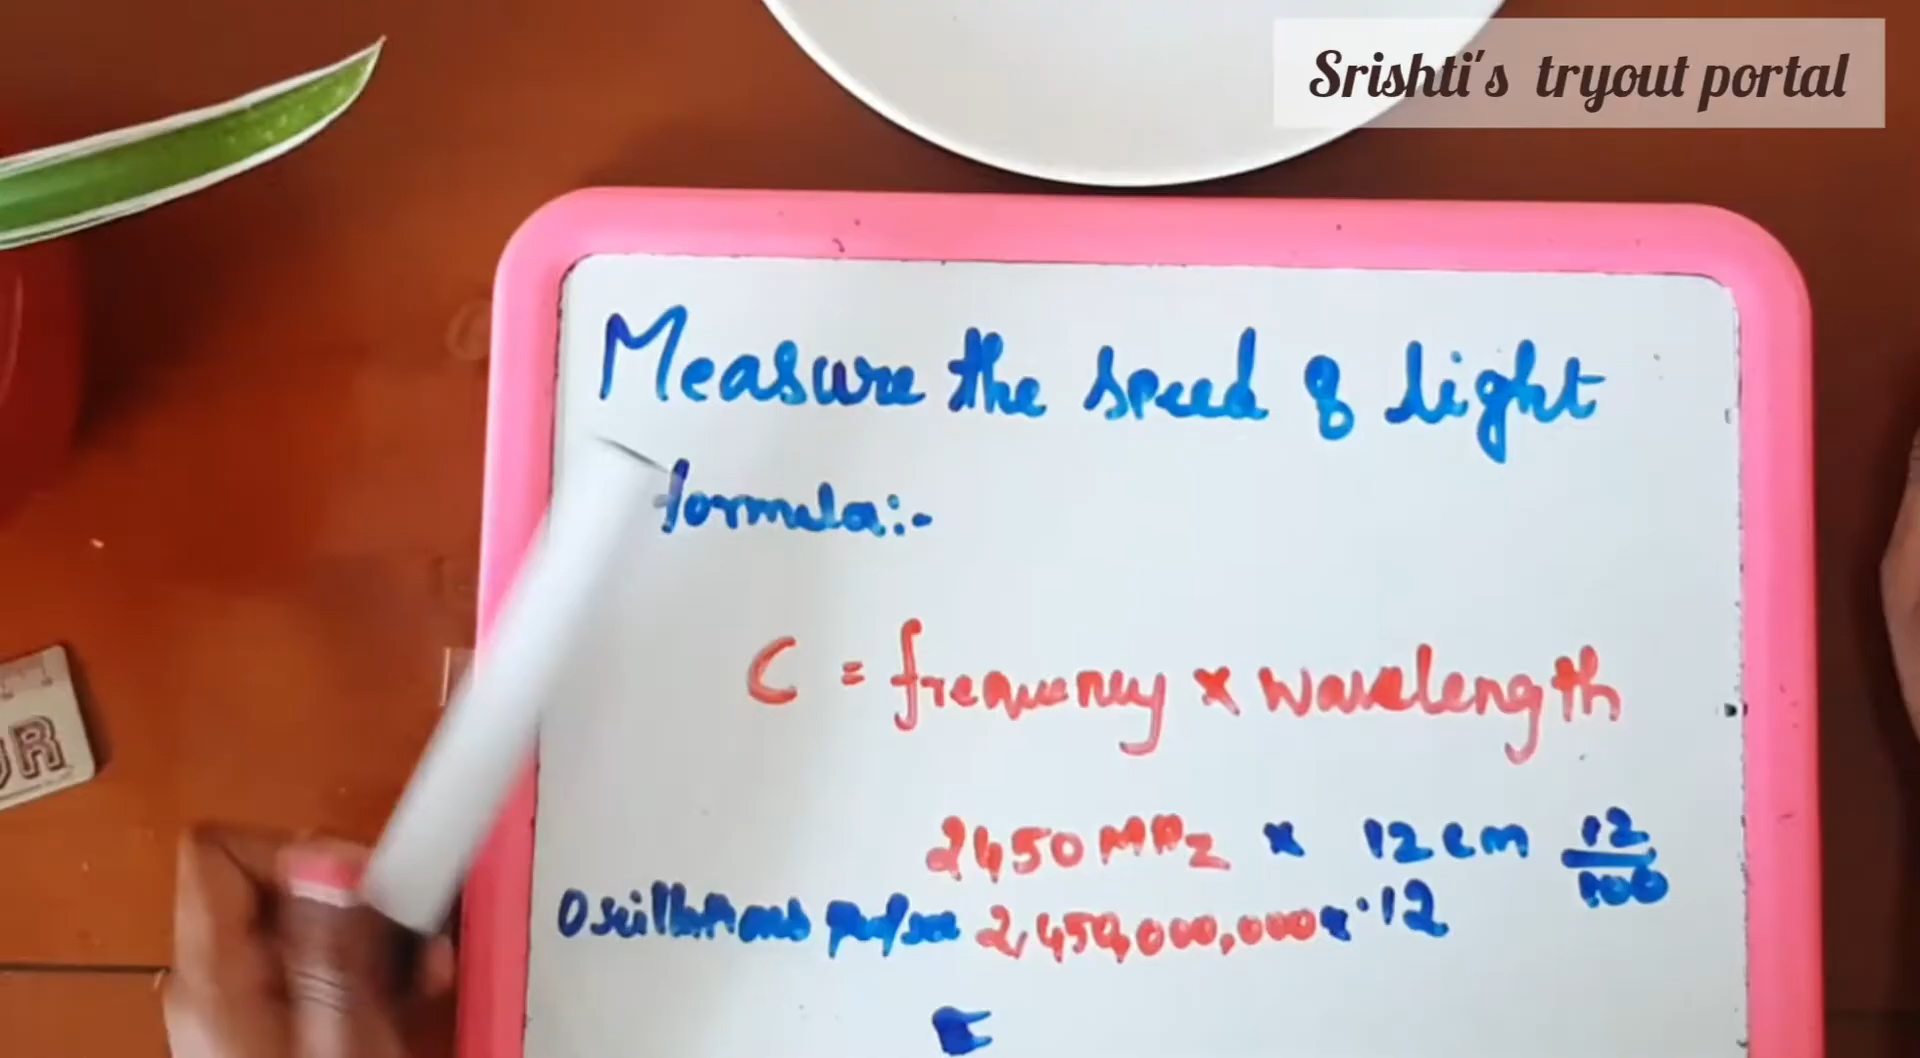 Srishti's tryout portal
Measure the speed of light
formula:-
C = frequency × wavelength
2450 MHz × 12 cm 12/100
Oscillations per/sec 2,450,000,000 × .12
=
UR